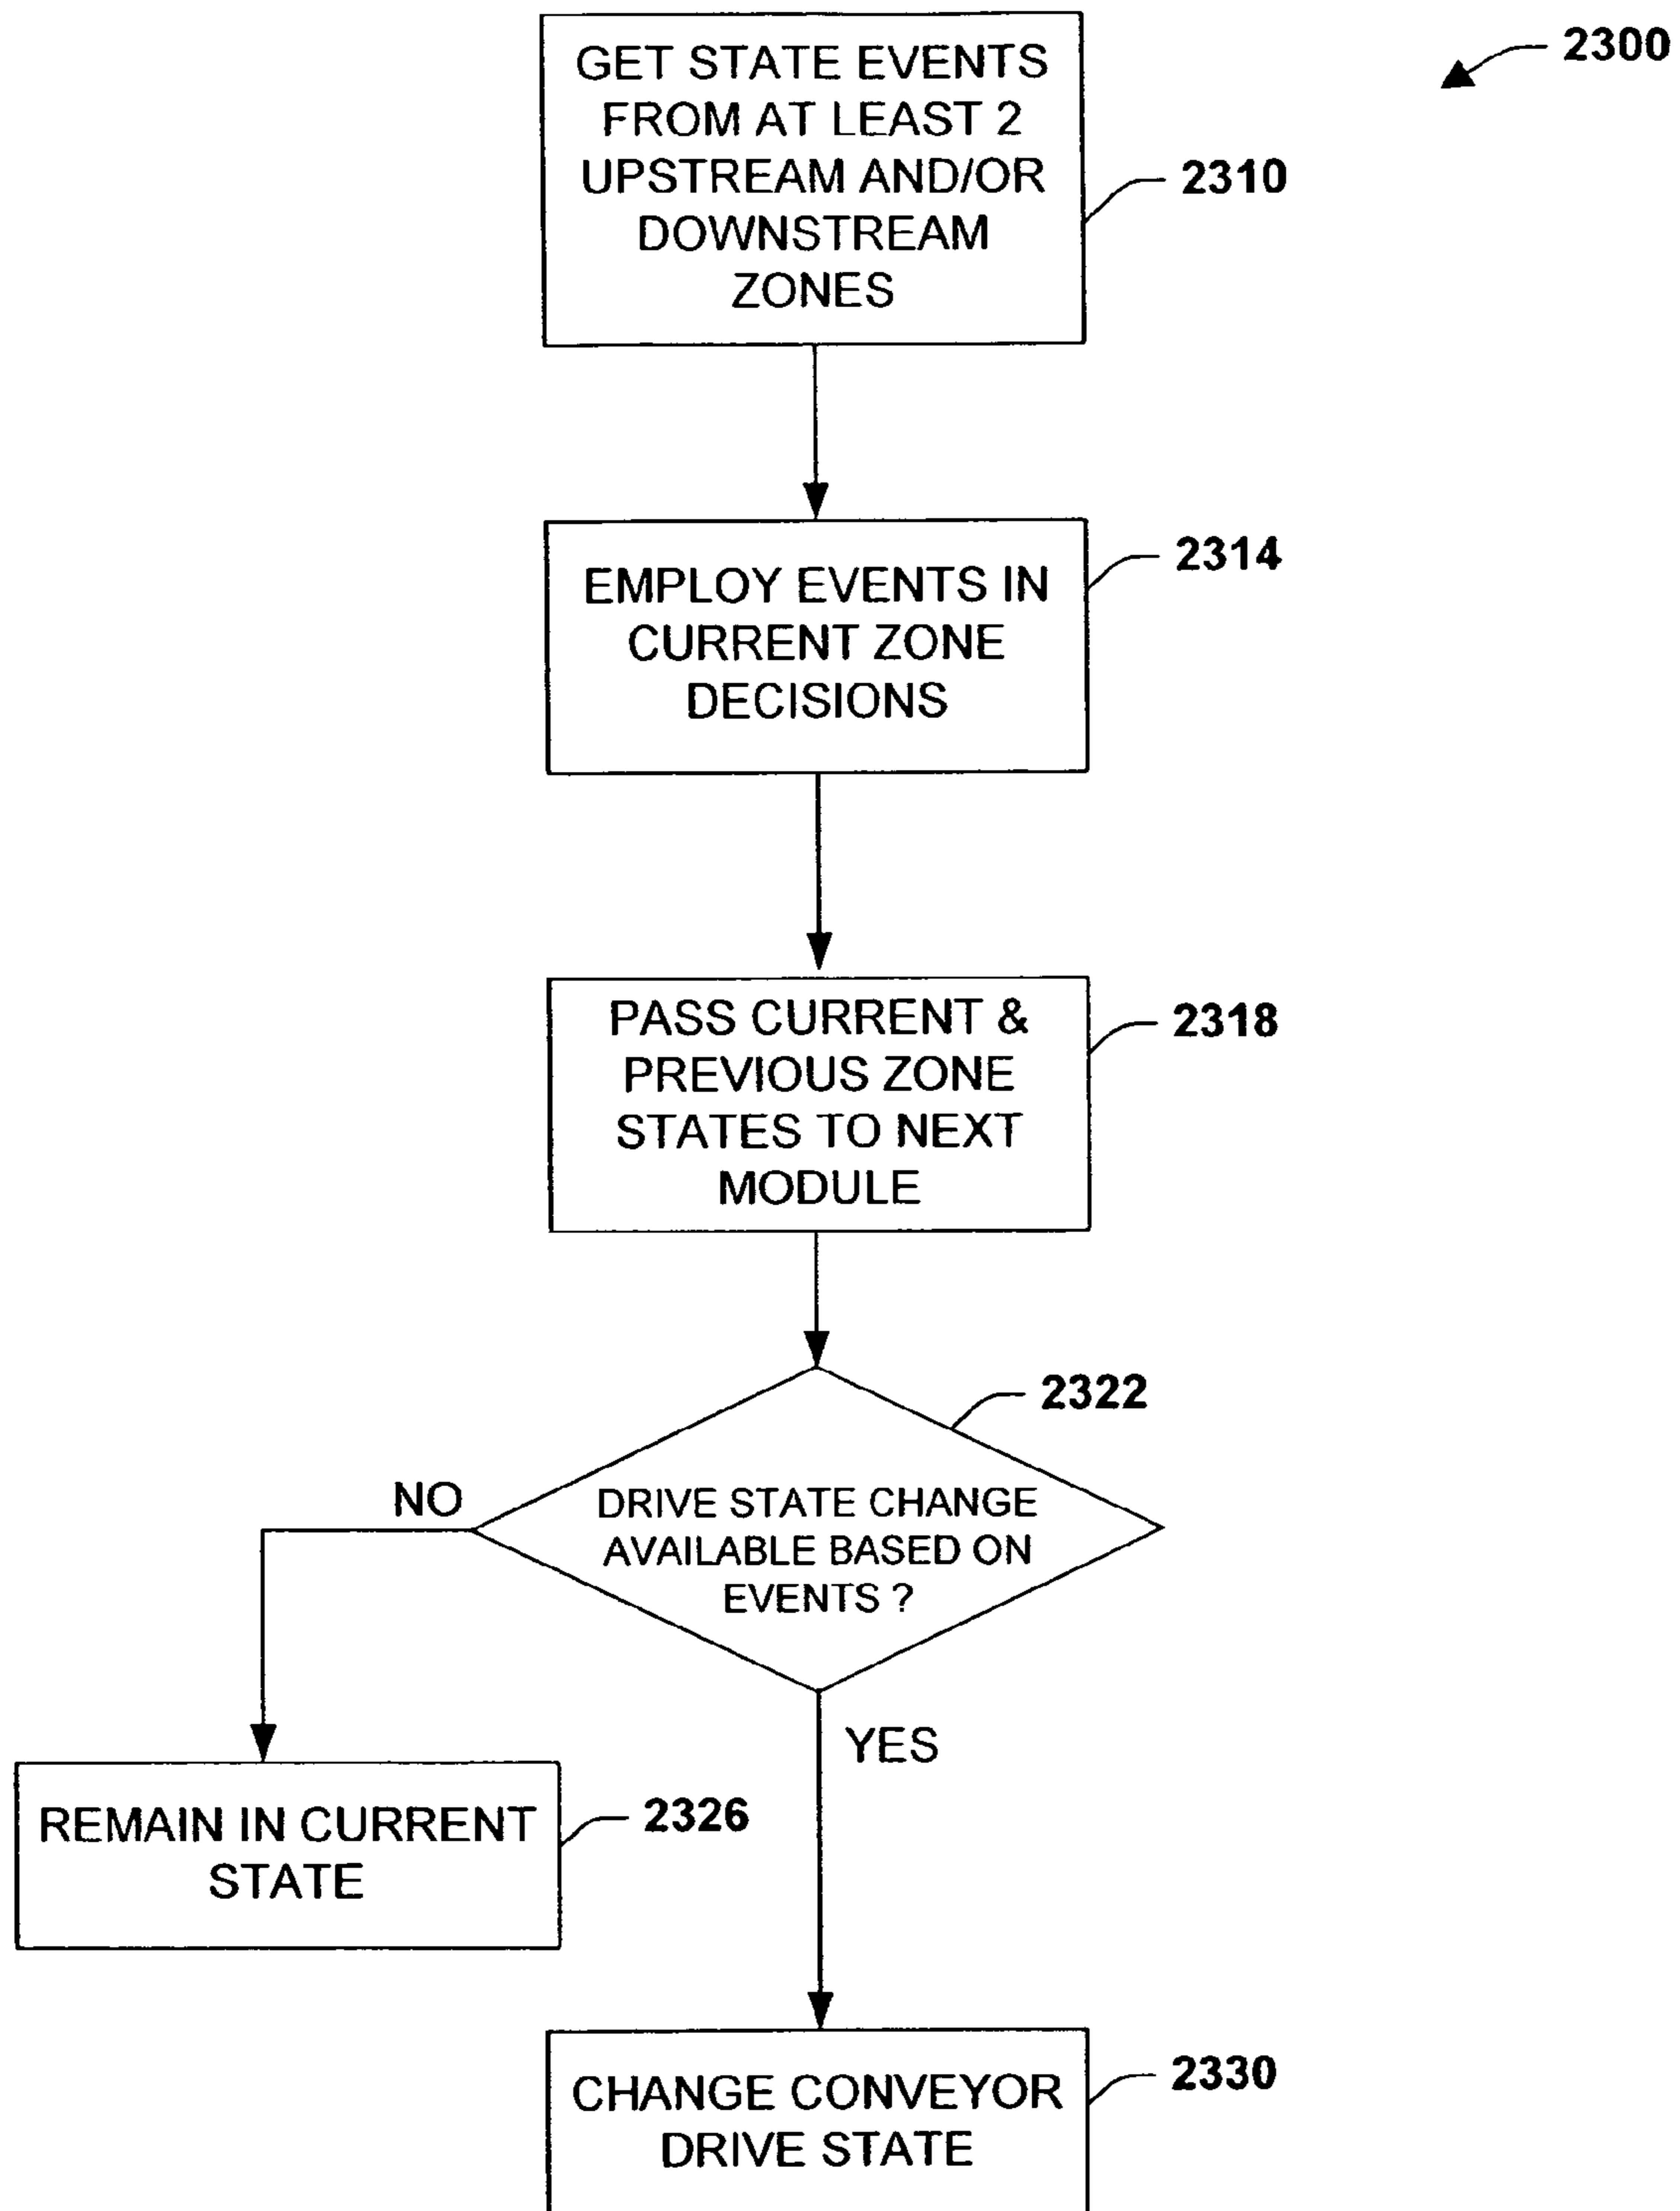 2300
GET STATE EVENTS
FROM AT LEAST 2
UPSTREAM AND/OR
DOWNSTREAM
ZONES
2310
2314
EMPLOY EVENTS IN
CURRENT ZONE
DECISIONS
PASS CURRENT &
PREVIOUS ZONE
STATES TO NEXT
MODULE
2318
2322
NO
DRIVE STATE CHANGE
AVAILABLE BASED ON
EVENTS ?
YES
REMAIN IN CURRENT
STATE
2326
CHANGE CONVEYOR
DRIVE STATE
2330